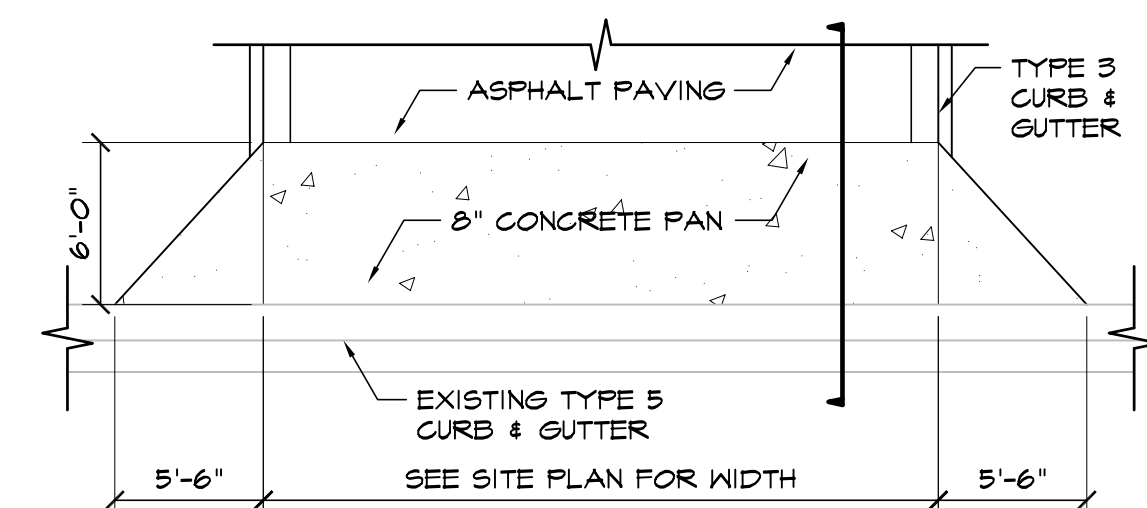 ASPHALT PAVING
TYPE 3
CURB &
GUTTER
6'-0"
8" CONCRETE PAN
EXISTING TYPE 5
CURB & GUTTER
5'-6"
SEE SITE PLAN FOR WIDTH
5'-6"